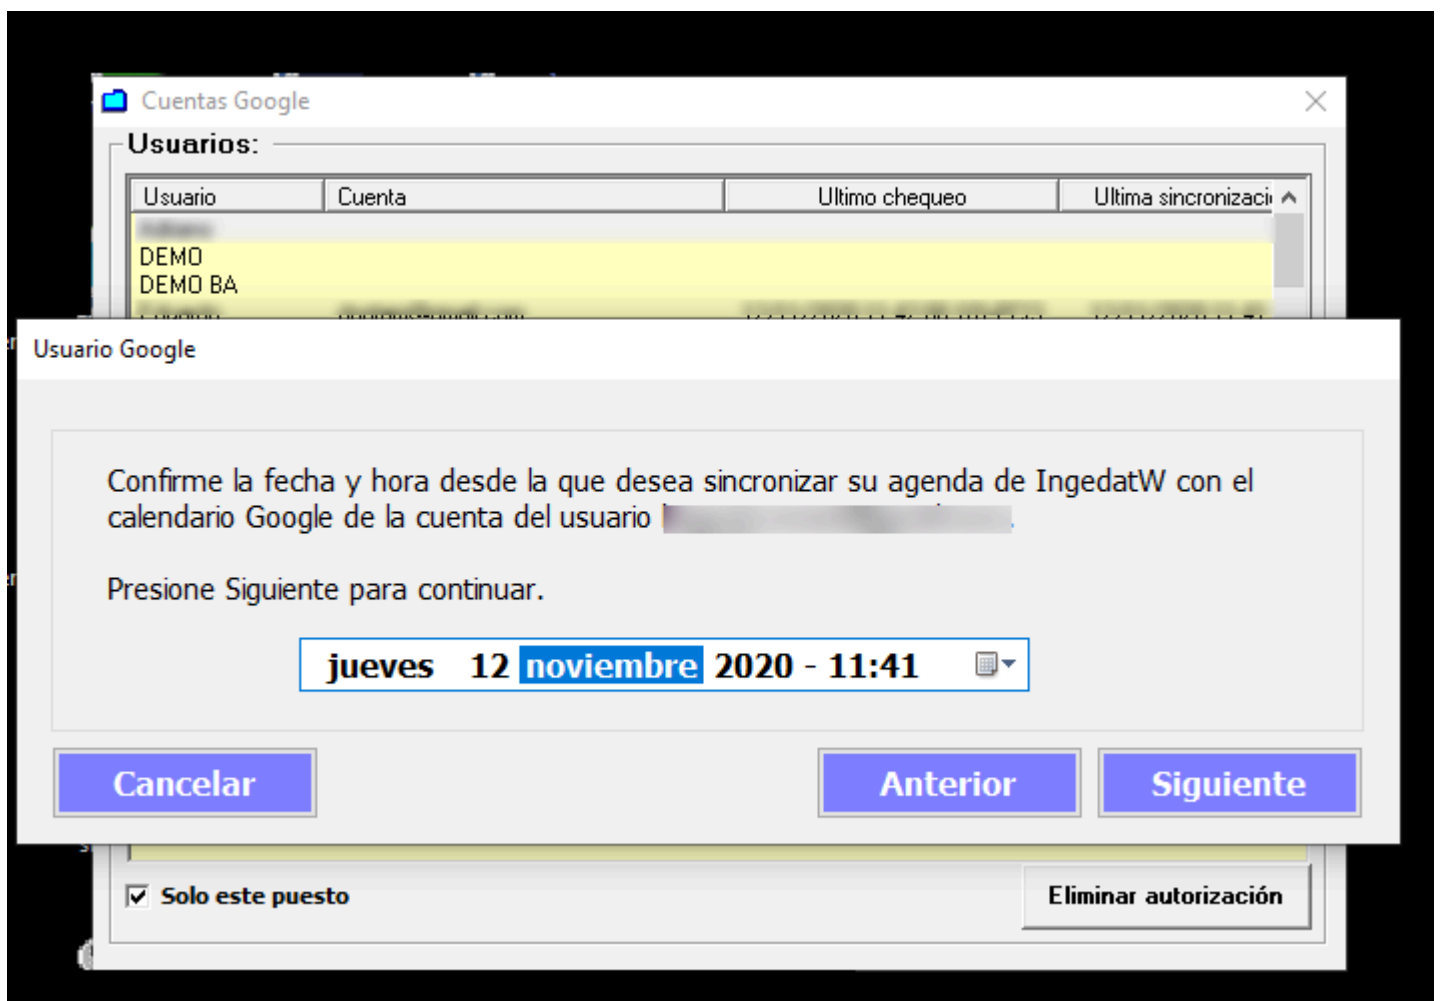 Cuentas Google
Usuarios:
Usuario Cuenta Ultimo chequeo Ultima sincronizaci
DEMO
DEMO BA
Usuario Google
Confirme la fecha y hora desde la que desea sincronizar su agenda de IngedatW con el
calendario Google de la cuenta del usuario
Presione Siguiente para continuar.
jueves 12 noviembre 2020 - 11:41
Cancelar Anterior Siguiente
Solo este puesto Eliminar autorización